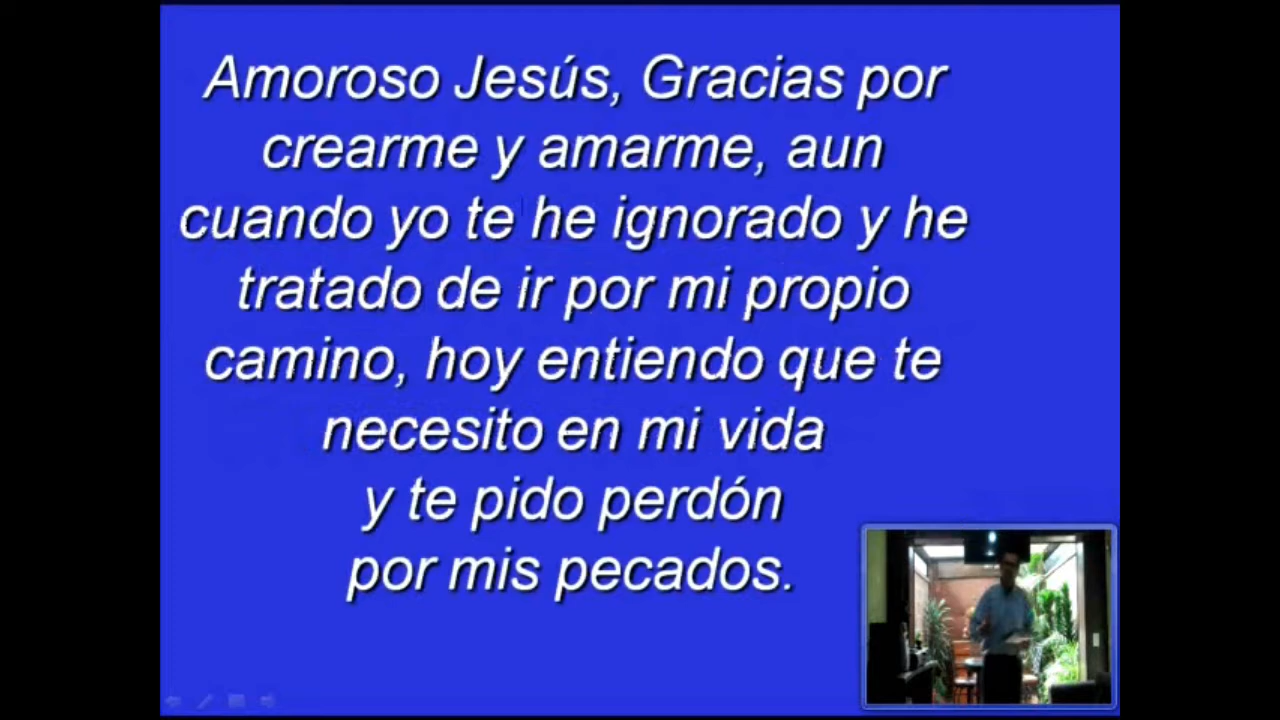 Amoroso Jesús, Gracias por
crearme y amarme, aun
cuando yo te he ignorado y he
tratado de ir por mi propio
camino, hoy entiendo que te
necesito en mi vida
y te pido perdón
por mis pecados.